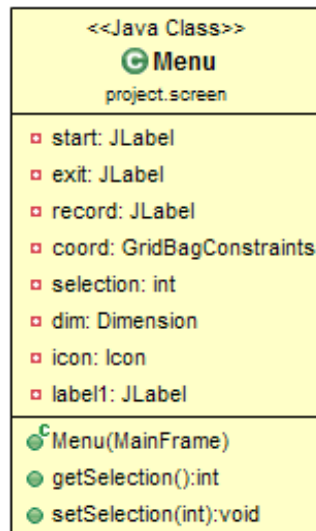 <<Java Class>>
C Menu
project.screen
start: JLabel
exit: JLabel
record: JLabel
coord: GridBagConstraints
selection: int
dim: Dimension
icon: Icon
label1: JLabel
C Menu(MainFrame)
getSelection():int
setSelection(int):void